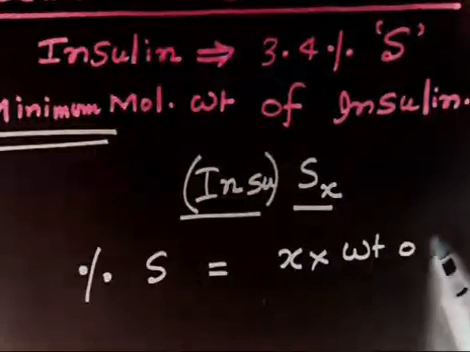 Insulin ⇒ 3.4% 'S'
Minimum Mol. wt of Insulin.
(Insu) Sx
% S = x x wt o